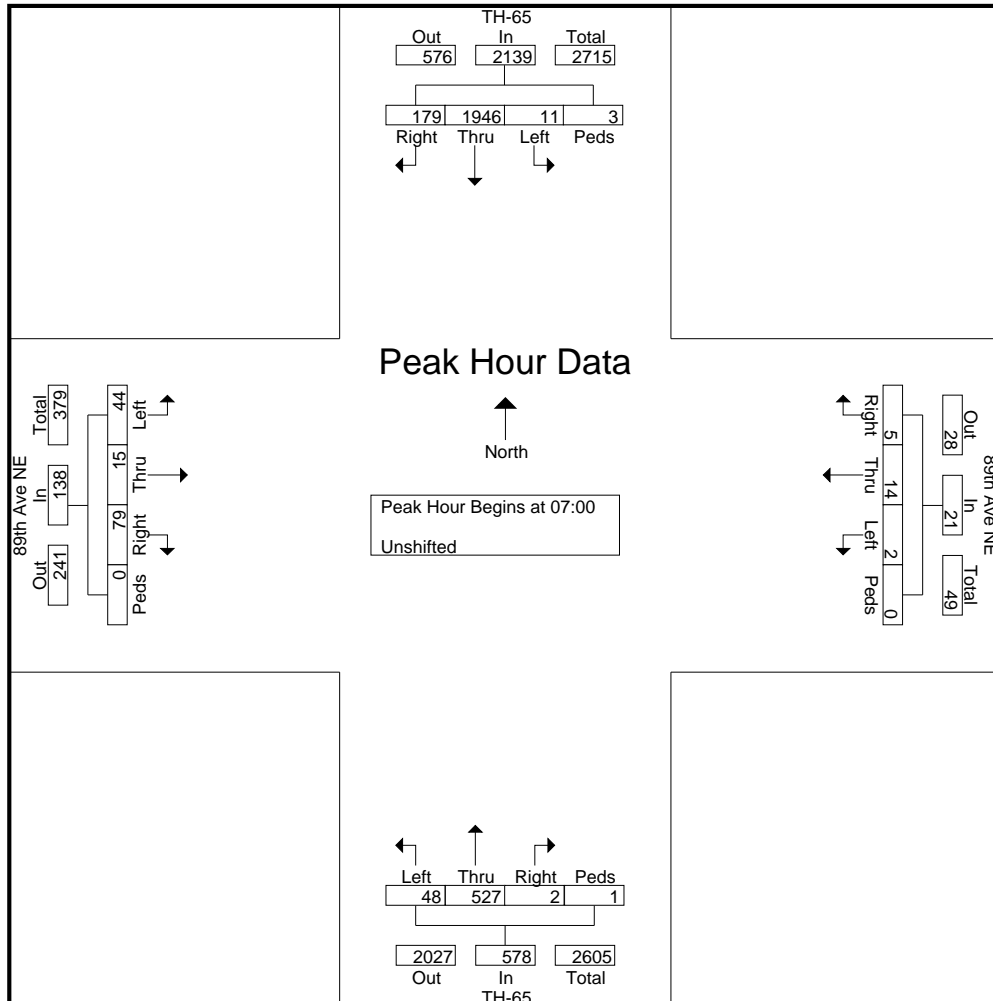 TH-65
Out In Total
576 2139 2715
179 1946 11 3
Right Thru Left Peds
Peak Hour Data
North
Peak Hour Begins at 07:00
Unshifted
89th Ave NE
Total In Out
379 138 241
44 15 79 0
Left Thru Right Peds
89th Ave NE
Out In Total
28 21 49
5 14 2 0
Right Thru Left Peds
Left Thru Right Peds
48 527 2 1
2027 578 2605
Out In Total
TH-65